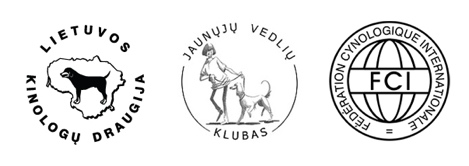 LIETUVOS
KINOLOGŲ DRAUGIJA
JAUNŲJŲ VEDLIŲ
KLUBAS
FÉDÉRATION CYNOLOGIQUE INTERNATIONALE
FCI
=